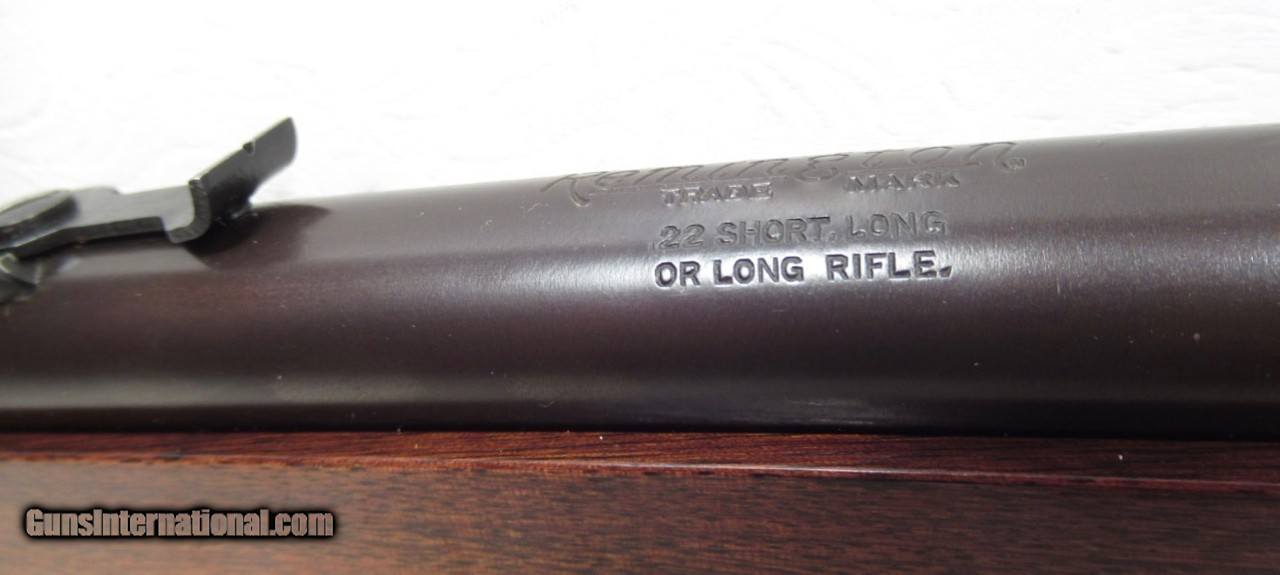 Remington
TRADE MARK
.22 SHORT, LONG
OR LONG RIFLE.
GunsInternational.com